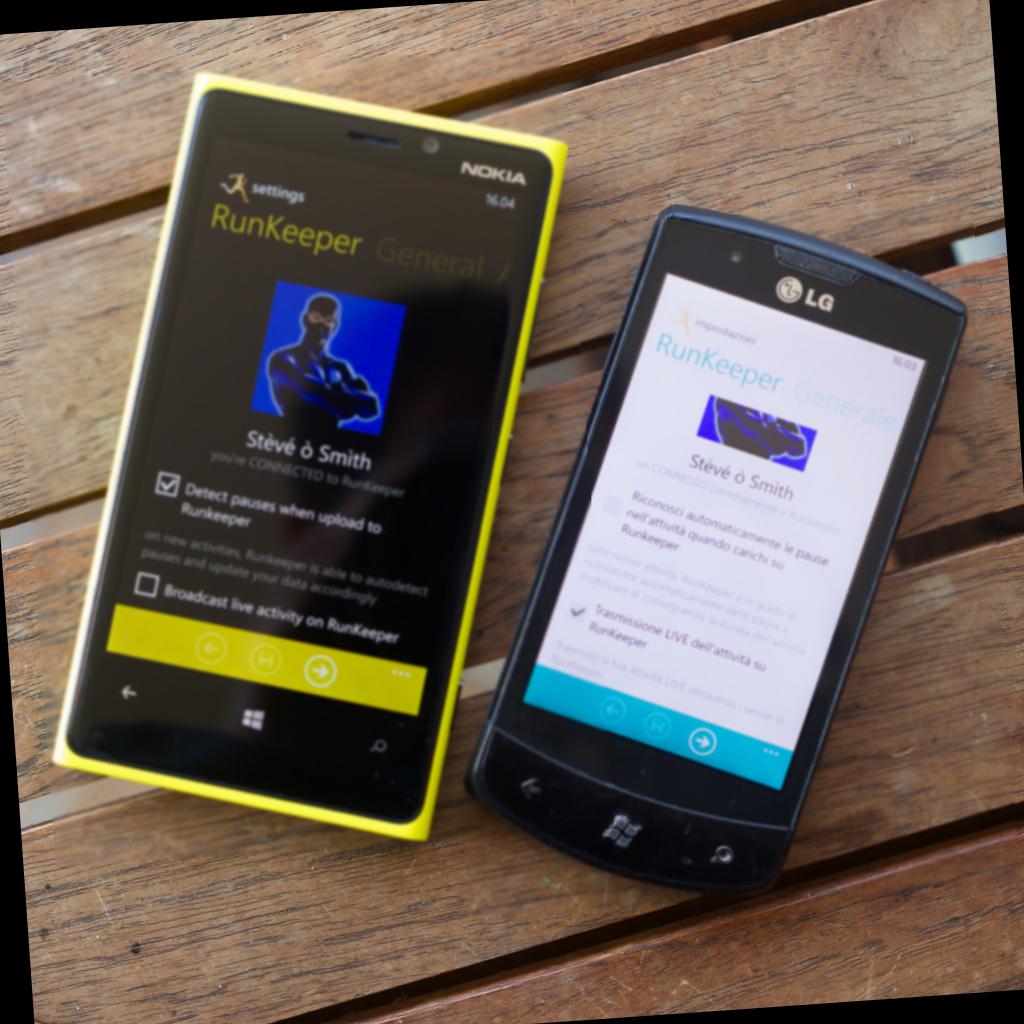 NOKIA
16.04
settings
RunKeeper General
Stèvé ò Smìth
you're CONNECTED to RunKeeper
Detect pauses when upload to
Runkeeper
on new activities, Runkeeper is able to autodetect
pauses and update your data accordingly
Broadcast live activity on RunKeeper
LG
16.03
impostazioni
RunKeeper Generale
Stèvé ò Smith
sei CONNESSO correttamente a RunKeeper
Riconosci automaticamente le pause
nell'attività quando carichi su
Runkeeper
sulle nuove attività, RunKeeper è in grado di
riconoscere automaticamente delle pause e
modificare di conseguenza la durata dell'attività
Trasmissione LIVE dell'attività su
RunKeeper
Trasmetti la tua attività LIVE attraverso i server di
RunKeeper